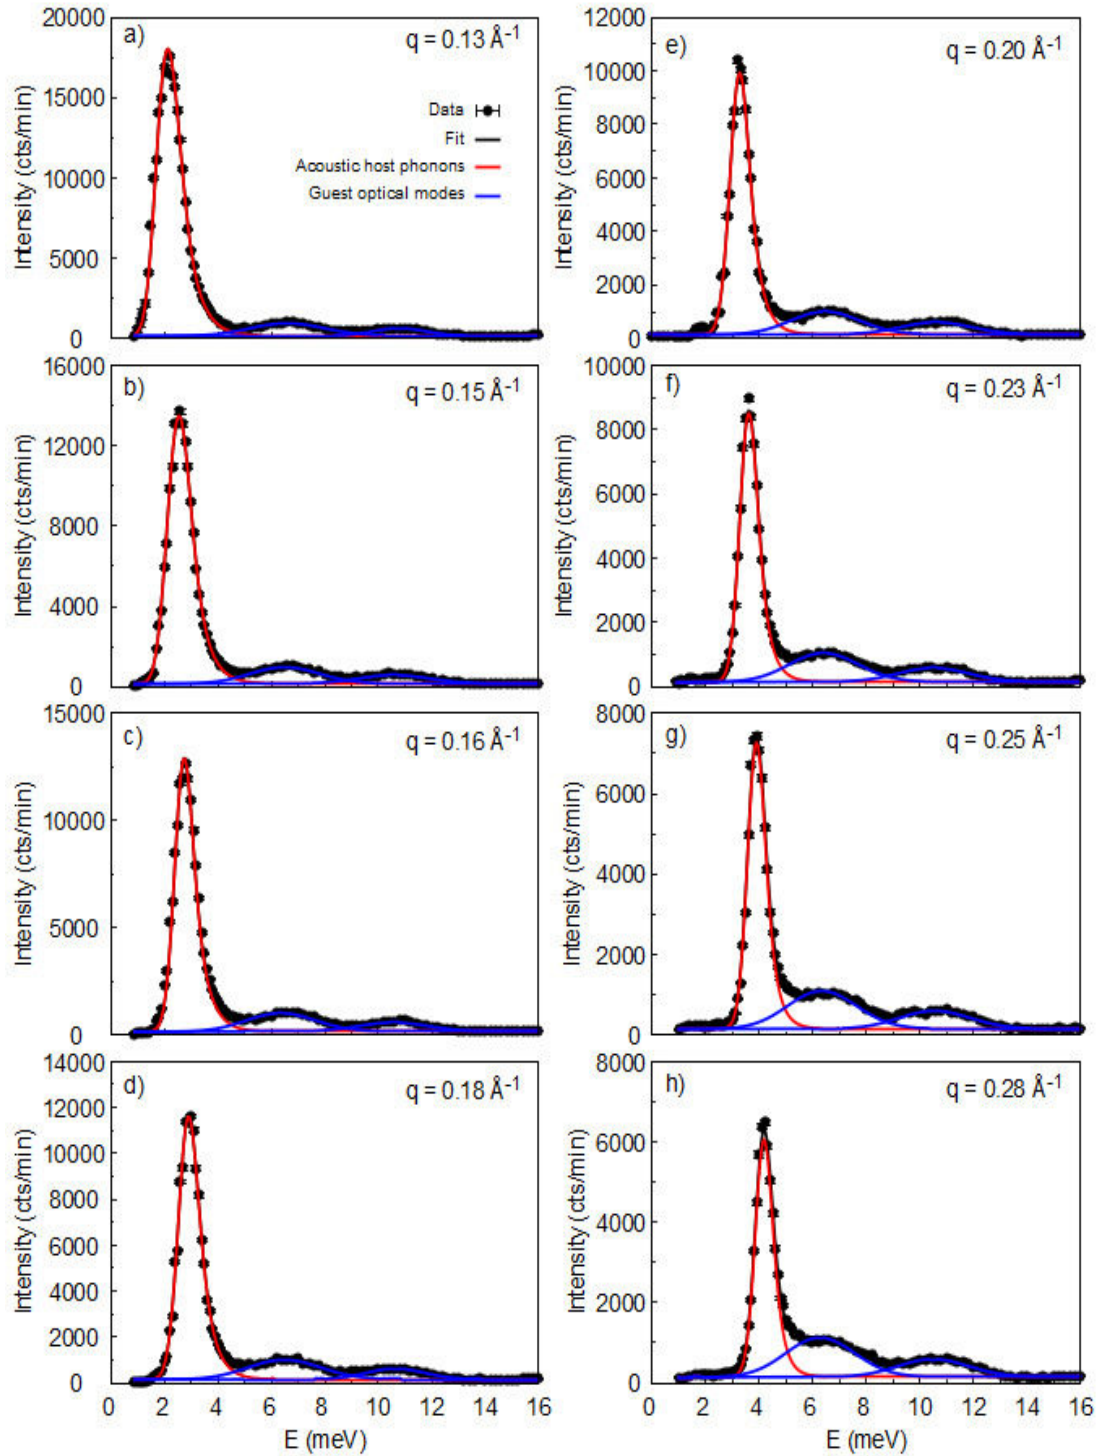 a)
q = 0.13 Å⁻¹
Data
Fit
Acoustic host phonons
Guest optical modes
Intensity (cts/min)
20000
15000
10000
5000
0
e)
q = 0.20 Å⁻¹
Intensity (cts/min)
12000
10000
8000
6000
4000
2000
0
b)
q = 0.15 Å⁻¹
Intensity (cts/min)
16000
12000
8000
4000
0
f)
q = 0.23 Å⁻¹
Intensity (cts/min)
10000
8000
6000
4000
2000
0
c)
q = 0.16 Å⁻¹
Intensity (cts/min)
15000
10000
5000
0
g)
q = 0.25 Å⁻¹
Intensity (cts/min)
8000
6000
4000
2000
0
d)
q = 0.18 Å⁻¹
Intensity (cts/min)
14000
12000
10000
8000
6000
4000
2000
0
0 2 4 6 8 10 12 14 16
E (meV)
h)
q = 0.28 Å⁻¹
Intensity (cts/min)
8000
6000
4000
2000
0
0 2 4 6 8 10 12 14 16
E (meV)